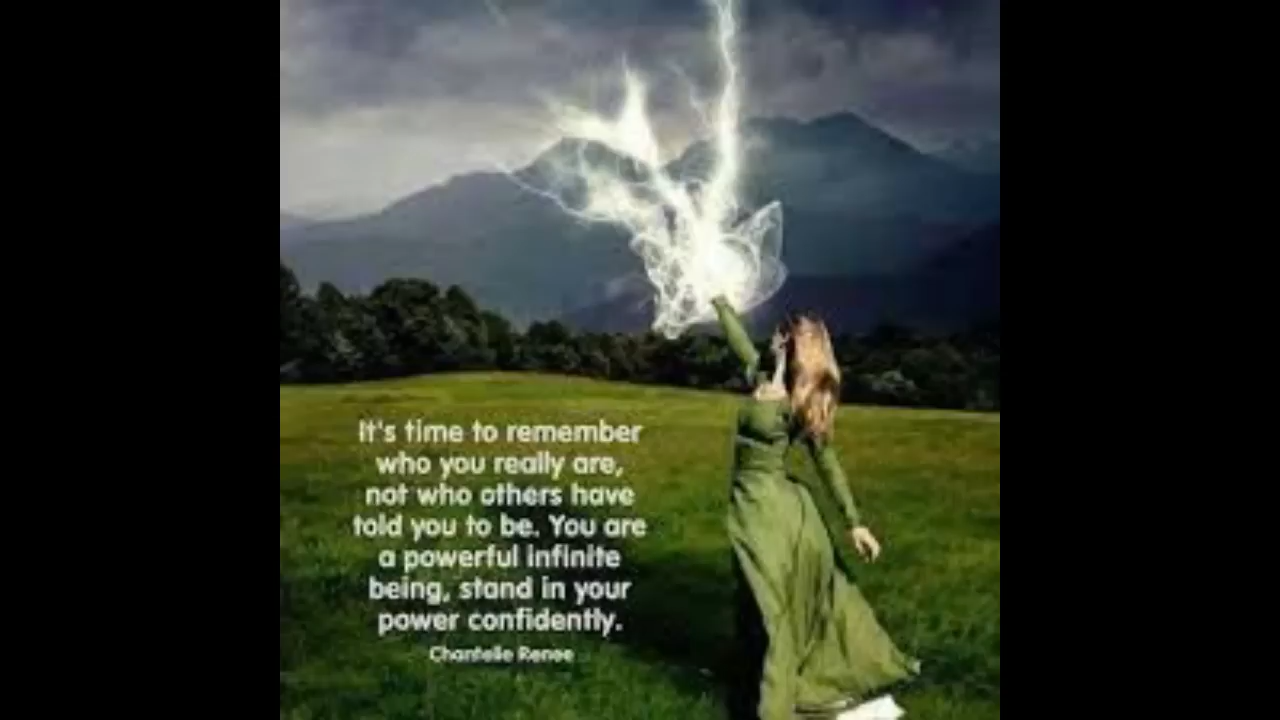 It's time to remember
who you really are,
not who others have
told you to be. You are
a powerful infinite
being, stand in your
power confidently.
Chantelle Renee